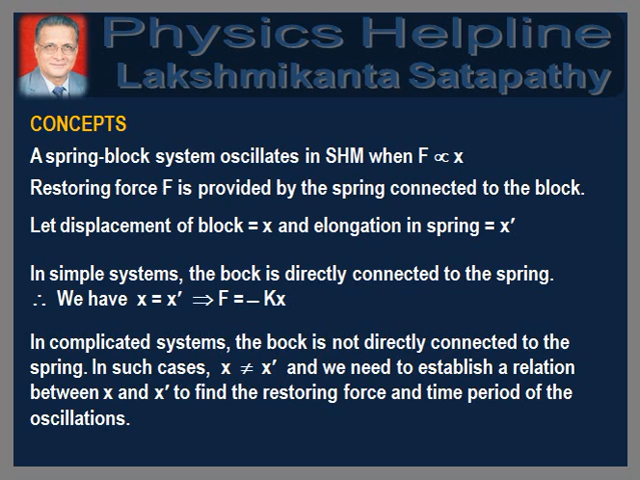 Physics Helpline
Lakshmikanta Satapathy
CONCEPTS
A spring-block system oscillates in SHM when F ∝ x
Restoring force F is provided by the spring connected to the block.
Let displacement of block = x and elongation in spring = x′
In simple systems, the bock is directly connected to the spring.
∴ We have x = x′ ⇒ F = – Kx
In complicated systems, the bock is not directly connected to the
spring. In such cases, x ≠ x′ and we need to establish a relation
between x and x′ to find the restoring force and time period of the
oscillations.